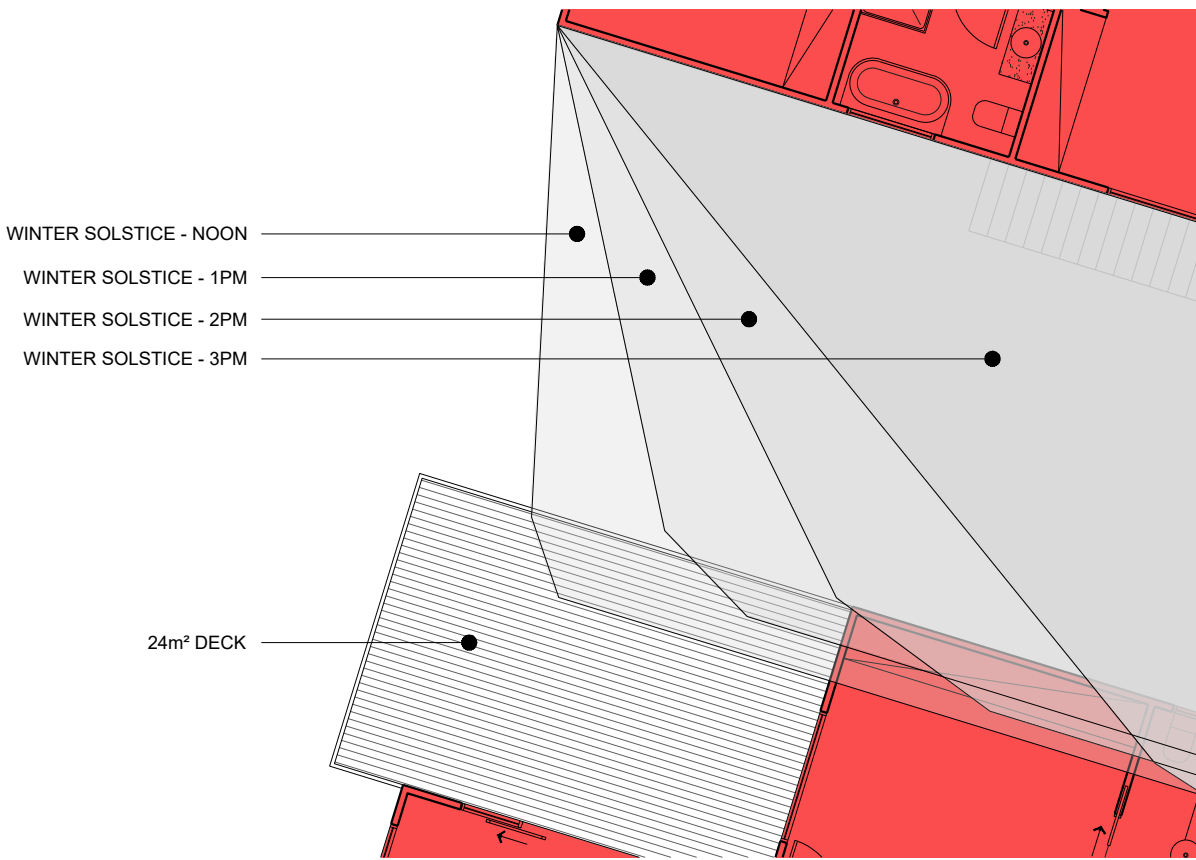 WINTER SOLSTICE - NOON
WINTER SOLSTICE - 1PM
WINTER SOLSTICE - 2PM
WINTER SOLSTICE - 3PM
24m² DECK